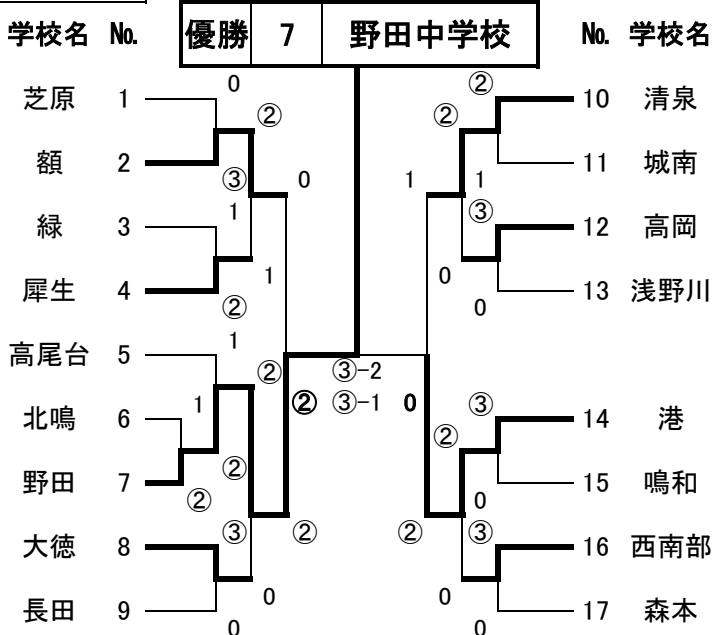 学校名 No. 優勝 7 野田中学校 No. 学校名
0 ②
芝原 1 ② ② 10 清泉
額 2 11 城南
③ 0 1 1
緑 3 1 ③ 12 高岡
犀生 4 1 0 13 浅野川
② 0
1
高尾台 5 ② ③-2
北鳴 6 1 ② ③-1 0 ③ 14 港
②
野田 7 ② 15 鳴和
② 0
大徳 8 ③ ② ② ③ 16 西南部
長田 9 0 0 17 森本
0 0